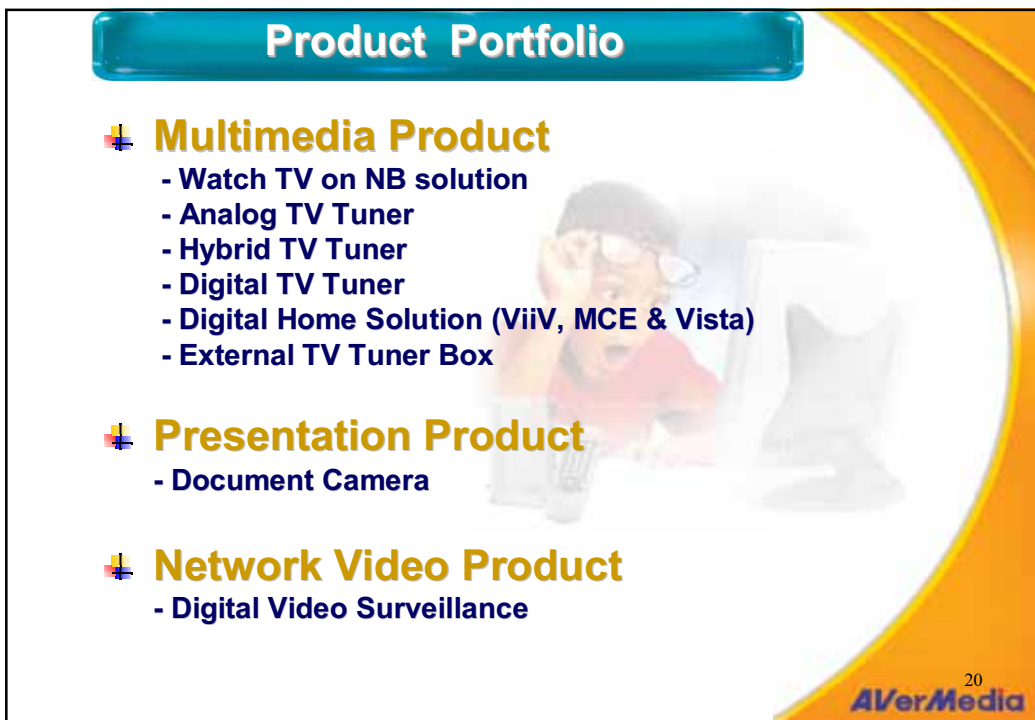 Product Portfolio
Multimedia Product
- Watch TV on NB solution
- Analog TV Tuner
- Hybrid TV Tuner
- Digital TV Tuner
- Digital Home Solution (ViiV, MCE & Vista)
- External TV Tuner Box
Presentation Product
- Document Camera
Network Video Product
- Digital Video Surveillance
20
AVerMedia